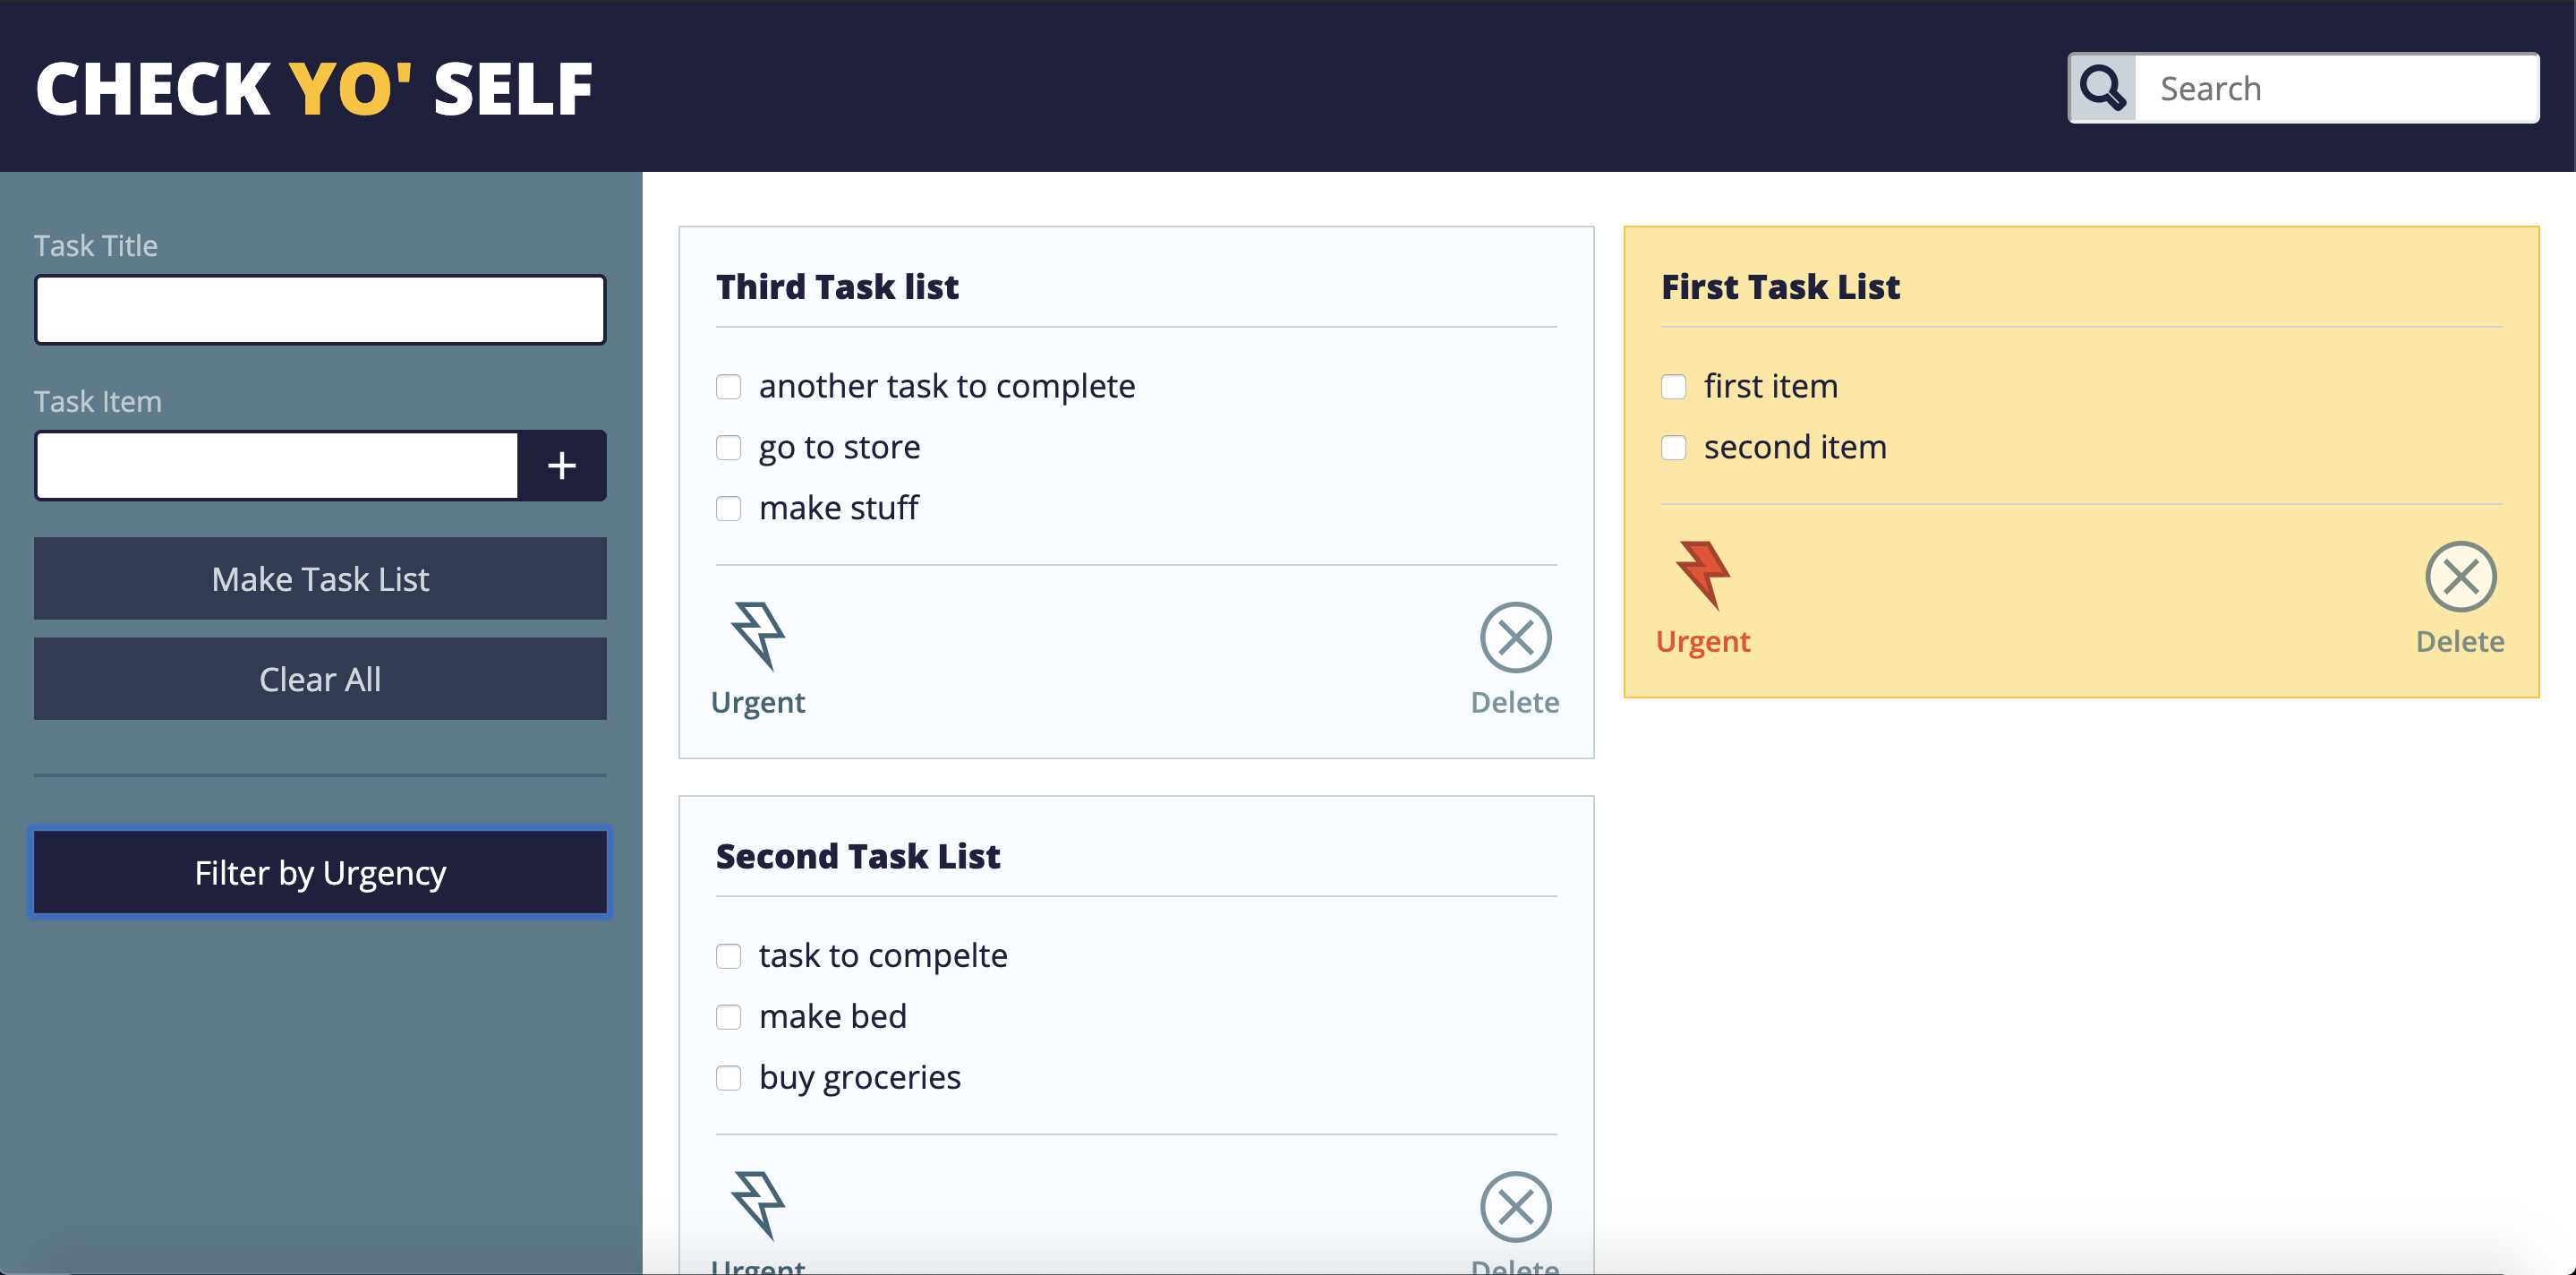 CHECK YO' SELF
Search
Task Title
Task Item
+
Make Task List
Clear All
Filter by Urgency
Third Task list
another task to complete
go to store
make stuff
Urgent
Delete
First Task List
first item
second item
Urgent
Delete
Second Task List
task to compelte
make bed
buy groceries
Urgent
Delete